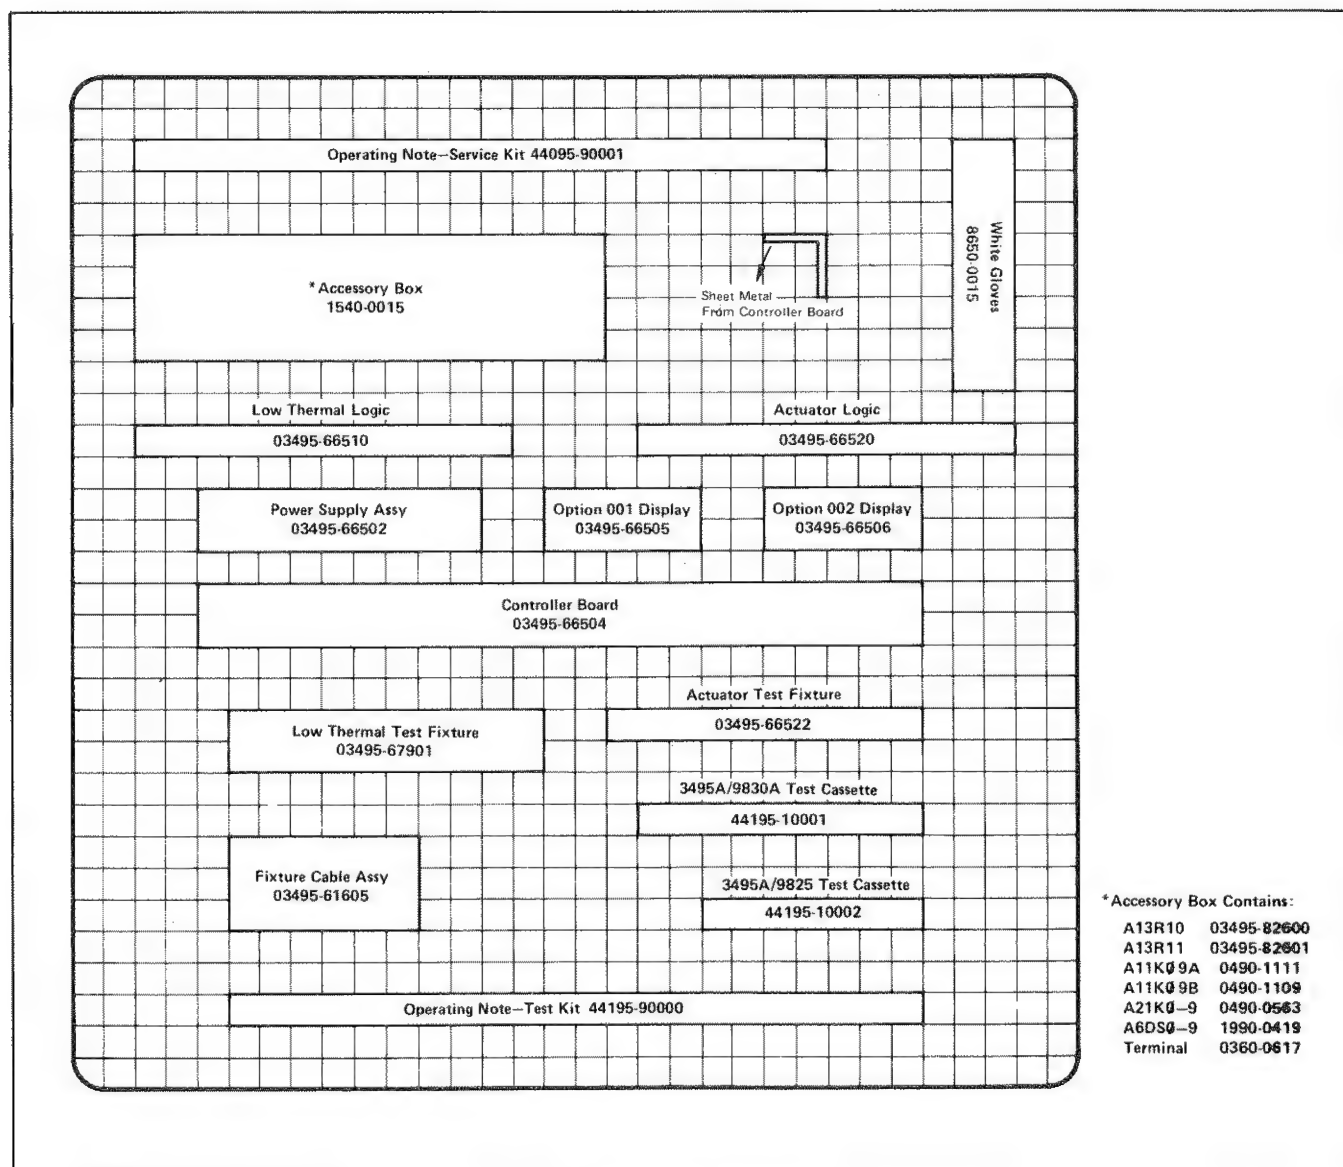 Operating Note—Service Kit 44095-90001
White Gloves
8650-0015
*Accessory Box
1540-0015
Sheet Metal
From Controller Board
Low Thermal Logic
03495-66510
Actuator Logic
03495-66520
Power Supply Assy
03495-66502
Option 001 Display
03495-66505
Option 002 Display
03495-66506
Controller Board
03495-66504
Actuator Test Fixture
03495-66522
Low Thermal Test Fixture
03495-67901
3495A/9830A Test Cassette
44195-10001
Fixture Cable Assy
03495-61605
3495A/9825 Test Cassette
44195-10002
Operating Note—Test Kit 44195-90000
*Accessory Box Contains:
A13R10 03495-82600
A13R11 03495-82601
A11KØ9A 0490-1111
A11KØ9B 0490-1109
A21KØ—9 0490-0563
A6DSØ—9 1990-0419
Terminal 0360-0617